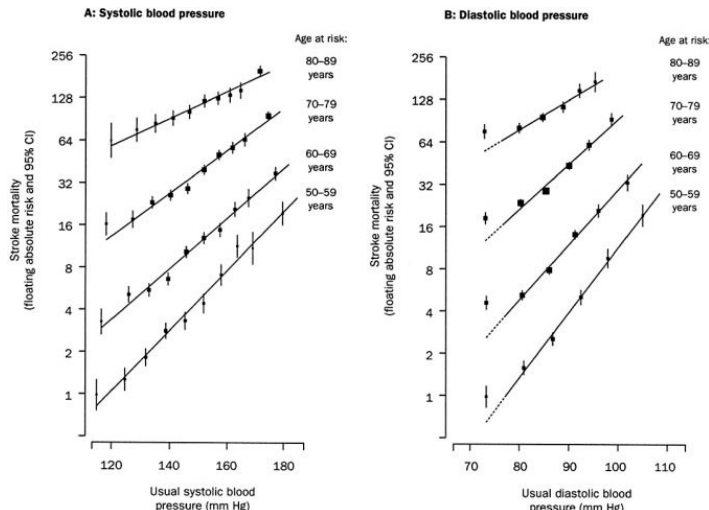 A: Systolic blood pressure
Age at risk:
256
128
64
32
16
8
4
2
1
80–89
years
70–79
years
60–69
years
50–59
years
Stroke mortality
(floating absolute risk and 95% CI)
120
140
160
180
Usual systolic blood
pressure (mm Hg)
B: Diastolic blood pressure
Age at risk:
256
128
64
32
16
8
4
2
1
80–89
years
70–79
years
60–69
years
50–59
years
Stroke mortality
(floating absolute risk and 95% CI)
70
80
90
100
110
Usual diastolic blood
pressure (mm Hg)